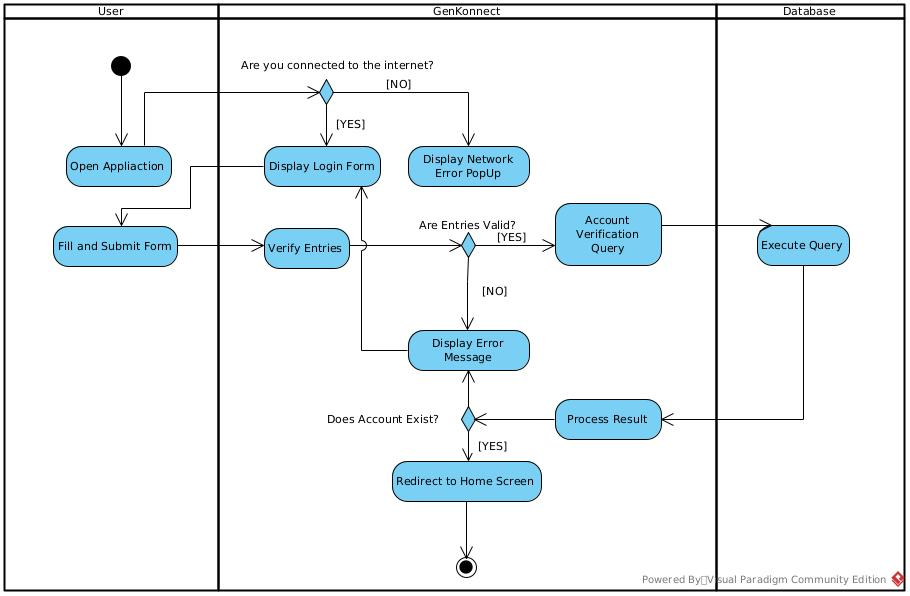 User
GenKonnect
Database
Are you connected to the internet?
[NO]
[YES]
Open Appliaction
Display Login Form
Display Network
Error PopUp
Are Entries Valid?
[YES]
Account
Verification
Query
Fill and Submit Form
Verify Entries
Execute Query
[NO]
Display Error
Message
Does Account Exist?
Process Result
[YES]
Redirect to Home Screen
Powered By Visual Paradigm Community Edition